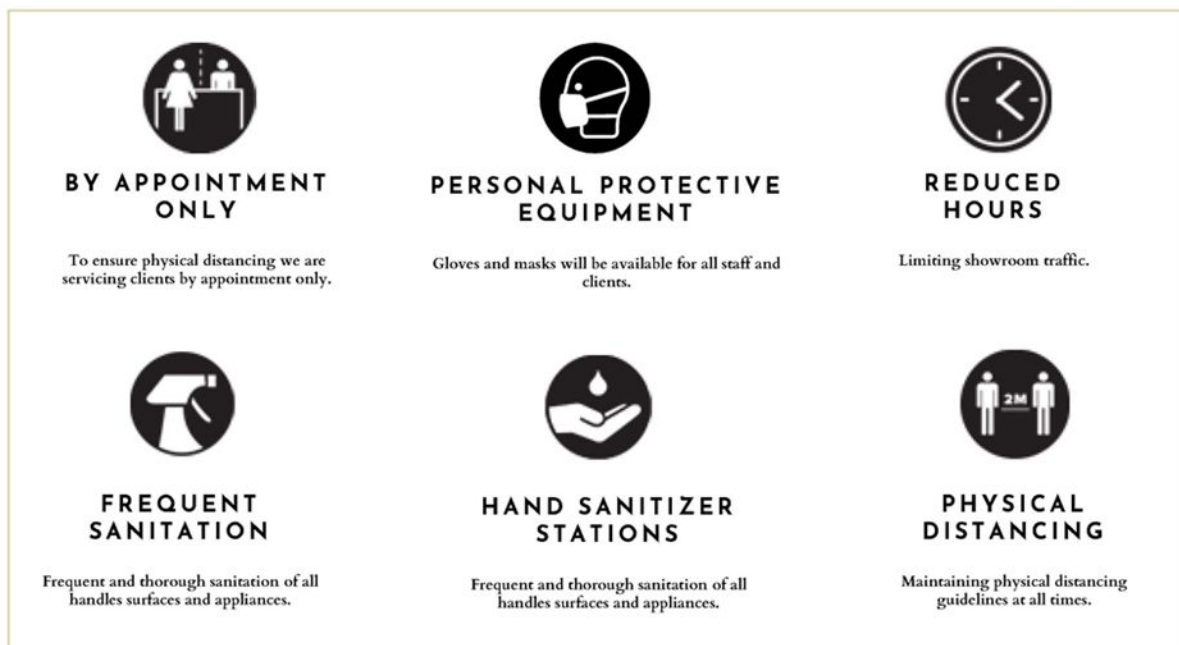 BY APPOINTMENT
ONLY
To ensure physical distancing we are
servicing clients by appointment only.
PERSONAL PROTECTIVE
EQUIPMENT
Gloves and masks will be available for all staff and
clients.
REDUCED
HOURS
Limiting showroom traffic.
FREQUENT
SANITATION
Frequent and thorough sanitation of all
handles surfaces and appliances.
HAND SANITIZER
STATIONS
Frequent and thorough sanitation of all
handles surfaces and appliances.
2M
PHYSICAL
DISTANCING
Maintaining physical distancing
guidelines at all times.